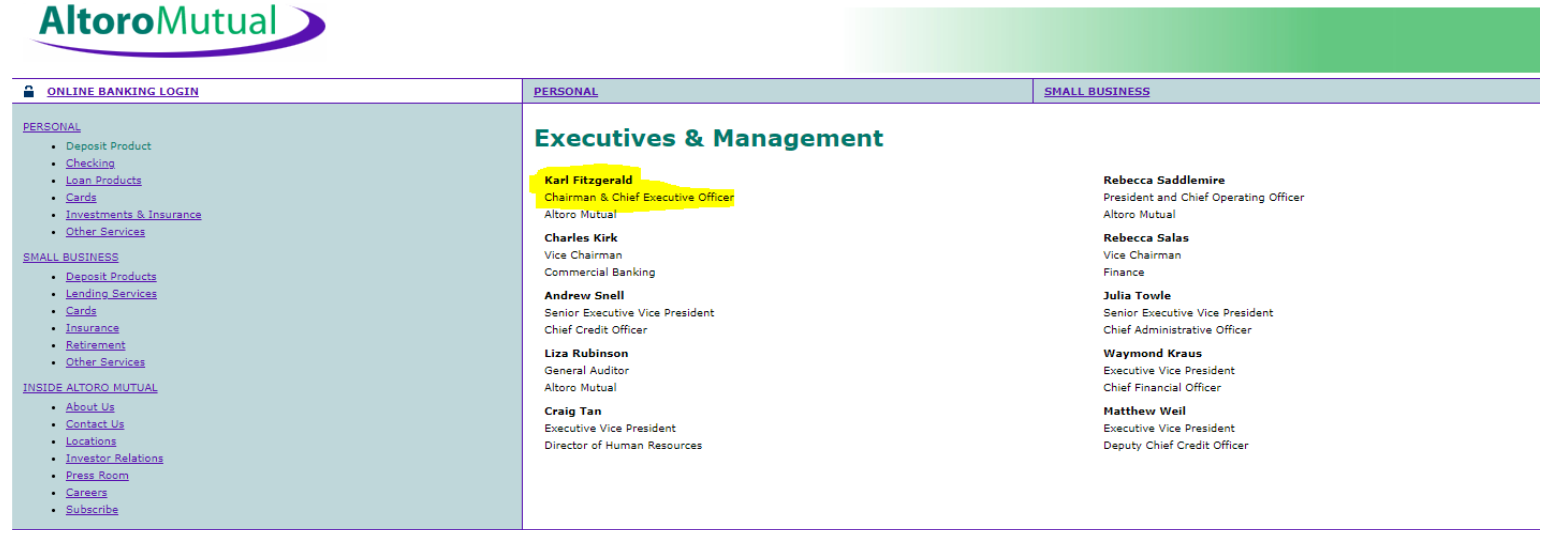 AltoroMutual
ONLINE BANKING LOGIN
PERSONAL
SMALL BUSINESS
PERSONAL
Deposit Product
Checking
Loan Products
Cards
Investments & Insurance
Other Services
SMALL BUSINESS
Deposit Products
Lending Services
Cards
Insurance
Retirement
Other Services
INSIDE ALTORO MUTUAL
About Us
Contact Us
Locations
Investor Relations
Press Room
Careers
Subscribe
Executives & Management
Karl Fitzgerald
Chairman & Chief Executive Officer
Altoro Mutual
Rebecca Saddlemire
President and Chief Operating Officer
Altoro Mutual
Charles Kirk
Vice Chairman
Commercial Banking
Rebecca Salas
Vice Chairman
Finance
Andrew Snell
Senior Executive Vice President
Chief Credit Officer
Julia Towle
Senior Executive Vice President
Chief Administrative Officer
Liza Rubinson
General Auditor
Altoro Mutual
Waymond Kraus
Executive Vice President
Chief Financial Officer
Craig Tan
Executive Vice President
Director of Human Resources
Matthew Weil
Executive Vice President
Deputy Chief Credit Officer